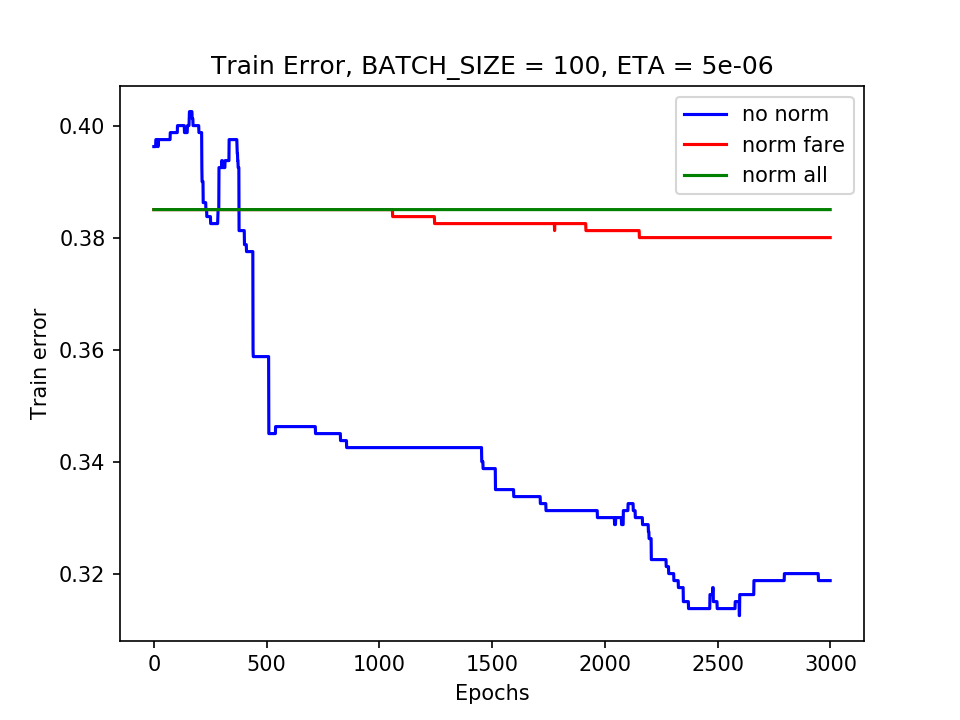 Train Error, BATCH_SIZE = 100, ETA = 5e-06
no norm
norm fare
norm all
Train error
0.40
0.38
0.36
0.34
0.32
0 500 1000 1500 2000 2500 3000
Epochs